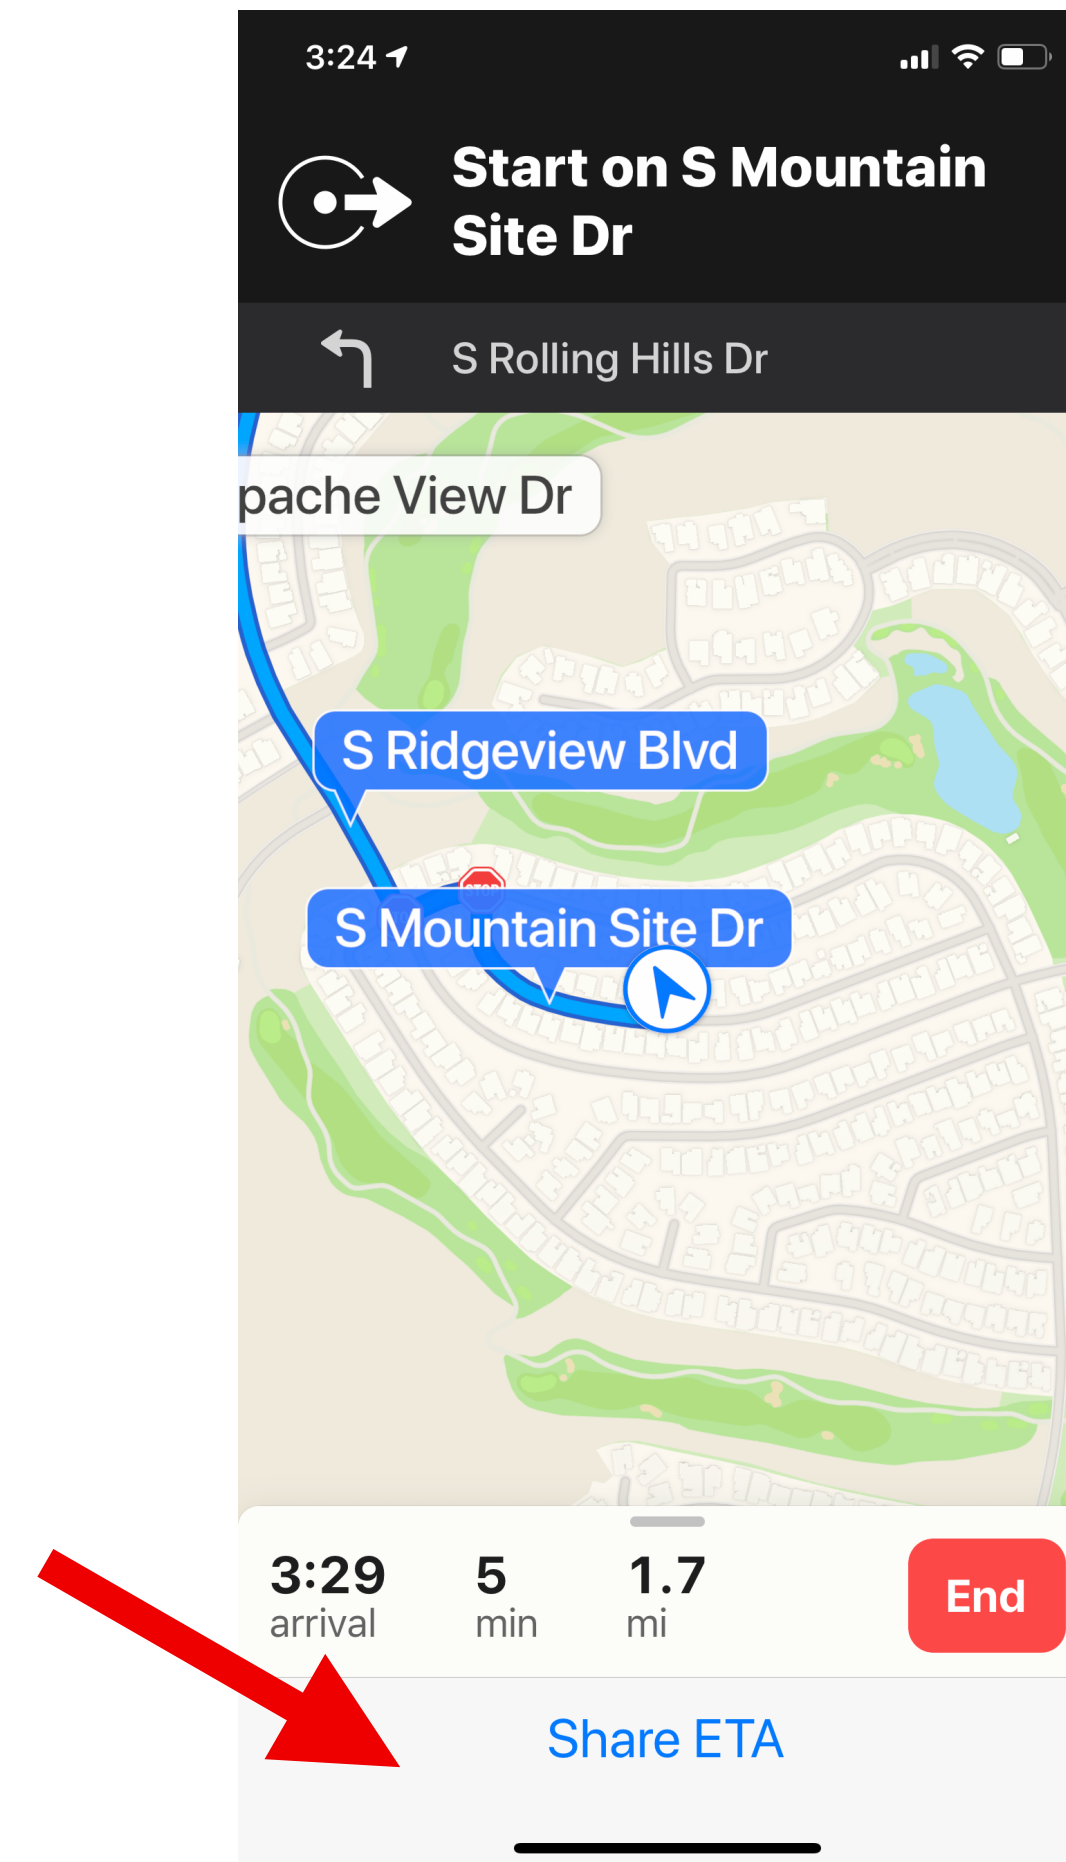 3:24
Start on S Mountain
Site Dr
S Rolling Hills Dr
pache View Dr
S Ridgeview Blvd
STOP
S Mountain Site Dr
3:29 5 1.7
arrival min mi
End
Share ETA